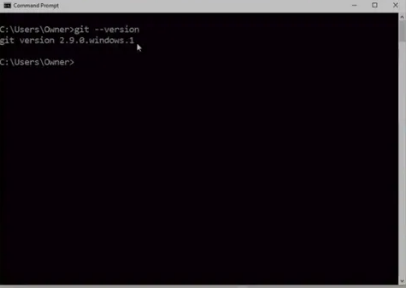 Command Prompt
C:\Users\Owner>git --version
git version 2.9.0.windows.1
C:\Users\Owner>